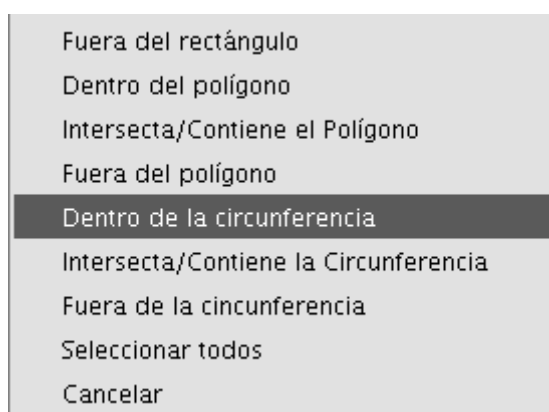 Fuera del rectángulo
Dentro del polígono
Intersecta/Contiene el Polígono
Fuera del polígono
Dentro de la circunferencia
Intersecta/Contiene la Circunferencia
Fuera de la cincunferencia
Seleccionar todos
Cancelar